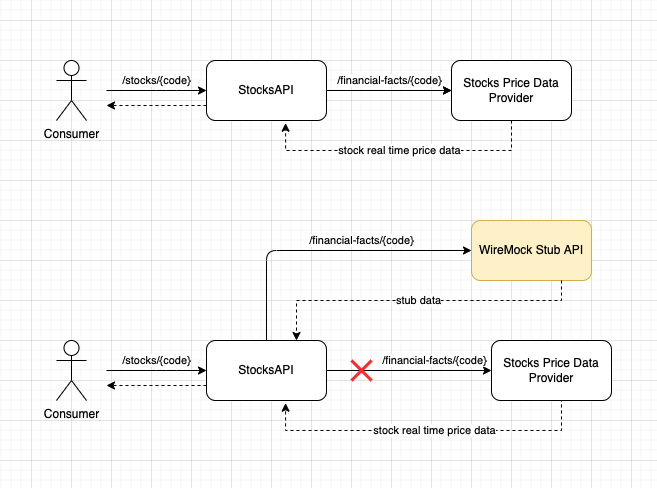 /stocks/{code}
StocksAPI
/financial-facts/{code}
Stocks Price Data
Provider
Consumer
stock real time price data
/financial-facts/{code}
WireMock Stub API
stub data
/stocks/{code}
StocksAPI
/financial-facts/{code}
Stocks Price Data
Provider
Consumer
stock real time price data